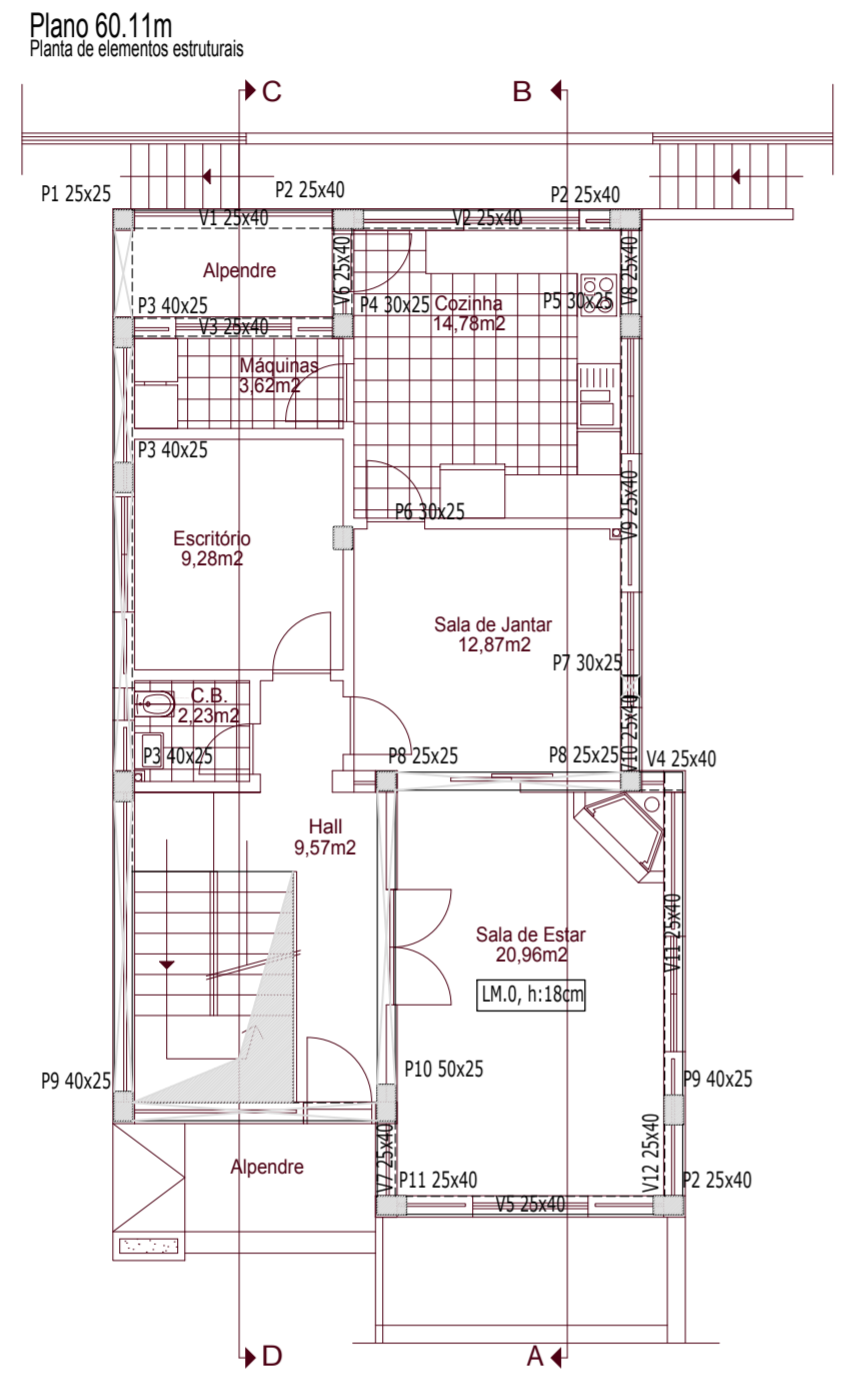 Plano 60.11m
Planta de elementos estruturais
C
B
P1 25x25
P2 25x40
P2 25x40
V1 25x40
V2 25x40
V6 25x40
V8 25x40
Alpendre
P3 40x25
P4 30x25
Cozinha
14,78m2
P5 30x25
V3 25x40
Máquinas
3,62m2
P3 40x25
P6 30x25
V9 25x40
Escritório
9,28m2
Sala de Jantar
12,87m2
P7 30x25
C.B.
2,23m2
V10 25x40
P3 40x25
P8 25x25
P8 25x25
V4 25x40
Hall
9,57m2
V11 25x40
Sala de Estar
20,96m2
LM.0, h:18cm
P9 40x25
P10 50x25
P9 40x25
V7 25x40
V12 25x40
Alpendre
P11 25x40
P2 25x40
V5 25x40
D
A